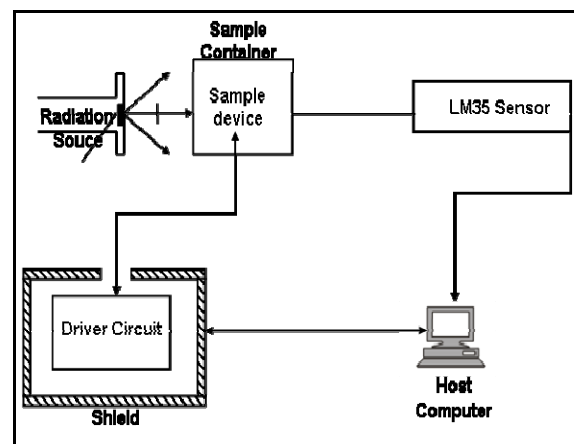 Sample
Container
Radiation
Souce
Sample
device
LM35 Sensor
Driver Circuit
Shield
Host
Computer